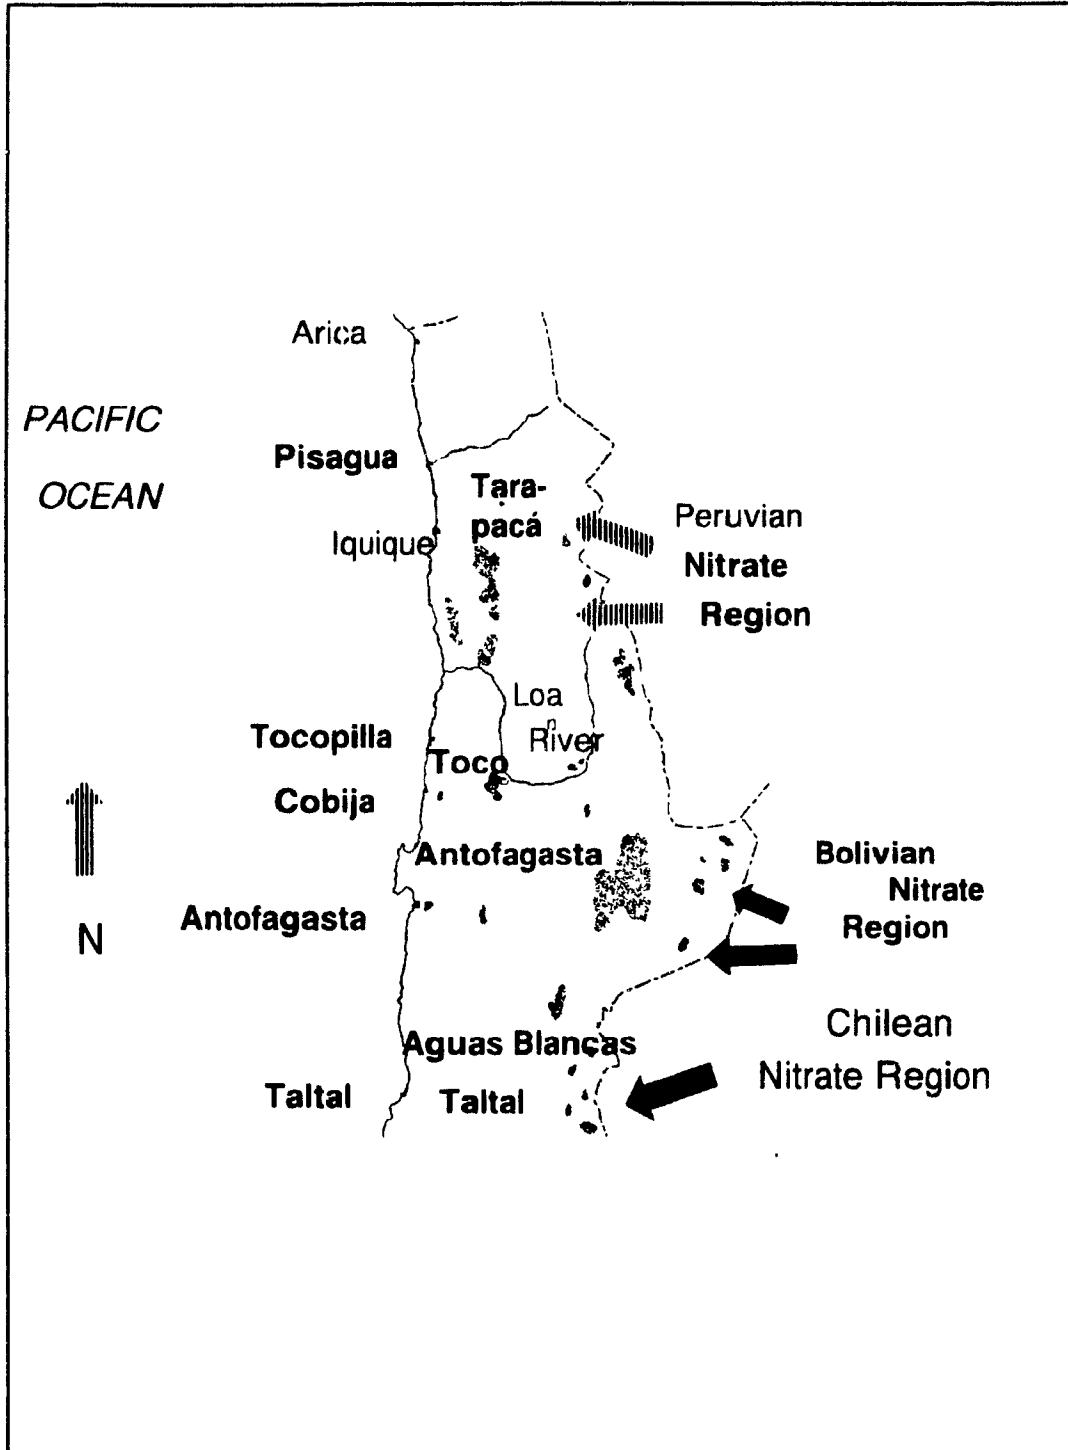 Arica
PACIFIC
OCEAN
Pisagua
Tara-
pacá
Iquique
Peruvian
Nitrate
Region
Loa
River
Tocopilla
Toco
Cobija
Antofagasta
Bolivian
Nitrate
Region
Antofagasta
N
Chilean
Nitrate Region
Aguas Blancas
Taltal
Taltal